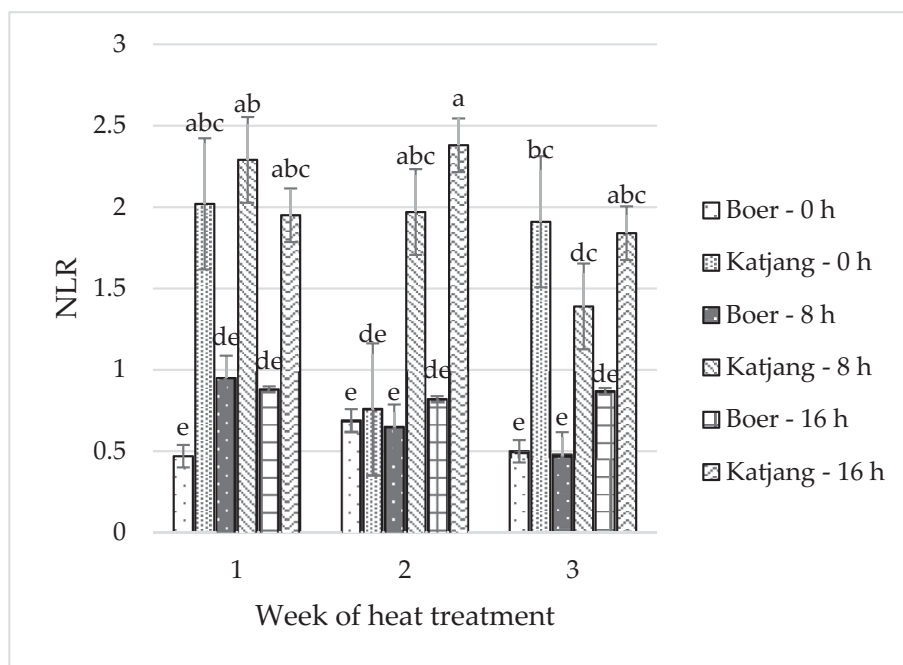 3
2.5
2
1.5
1
0.5
0
NLR
e
abc
de
ab
de
abc
e
de
e
abc
de
a
e
bc
e
dc
de
abc
1
2
3
Week of heat treatment
Boer - 0 h
Katjang - 0 h
Boer - 8 h
Katjang - 8 h
Boer - 16 h
Katjang - 16 h